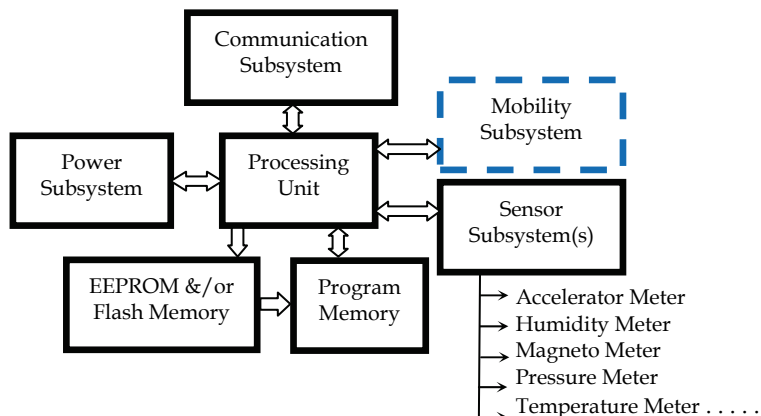 Communication
Subsystem
Mobility
Subsystem
Power
Subsystem
Processing
Unit
Sensor
Subsystem(s)
EEPROM &/or
Flash Memory
Program
Memory
Accelerator Meter
Humidity Meter
Magneto Meter
Pressure Meter
Temperature Meter . . . . .